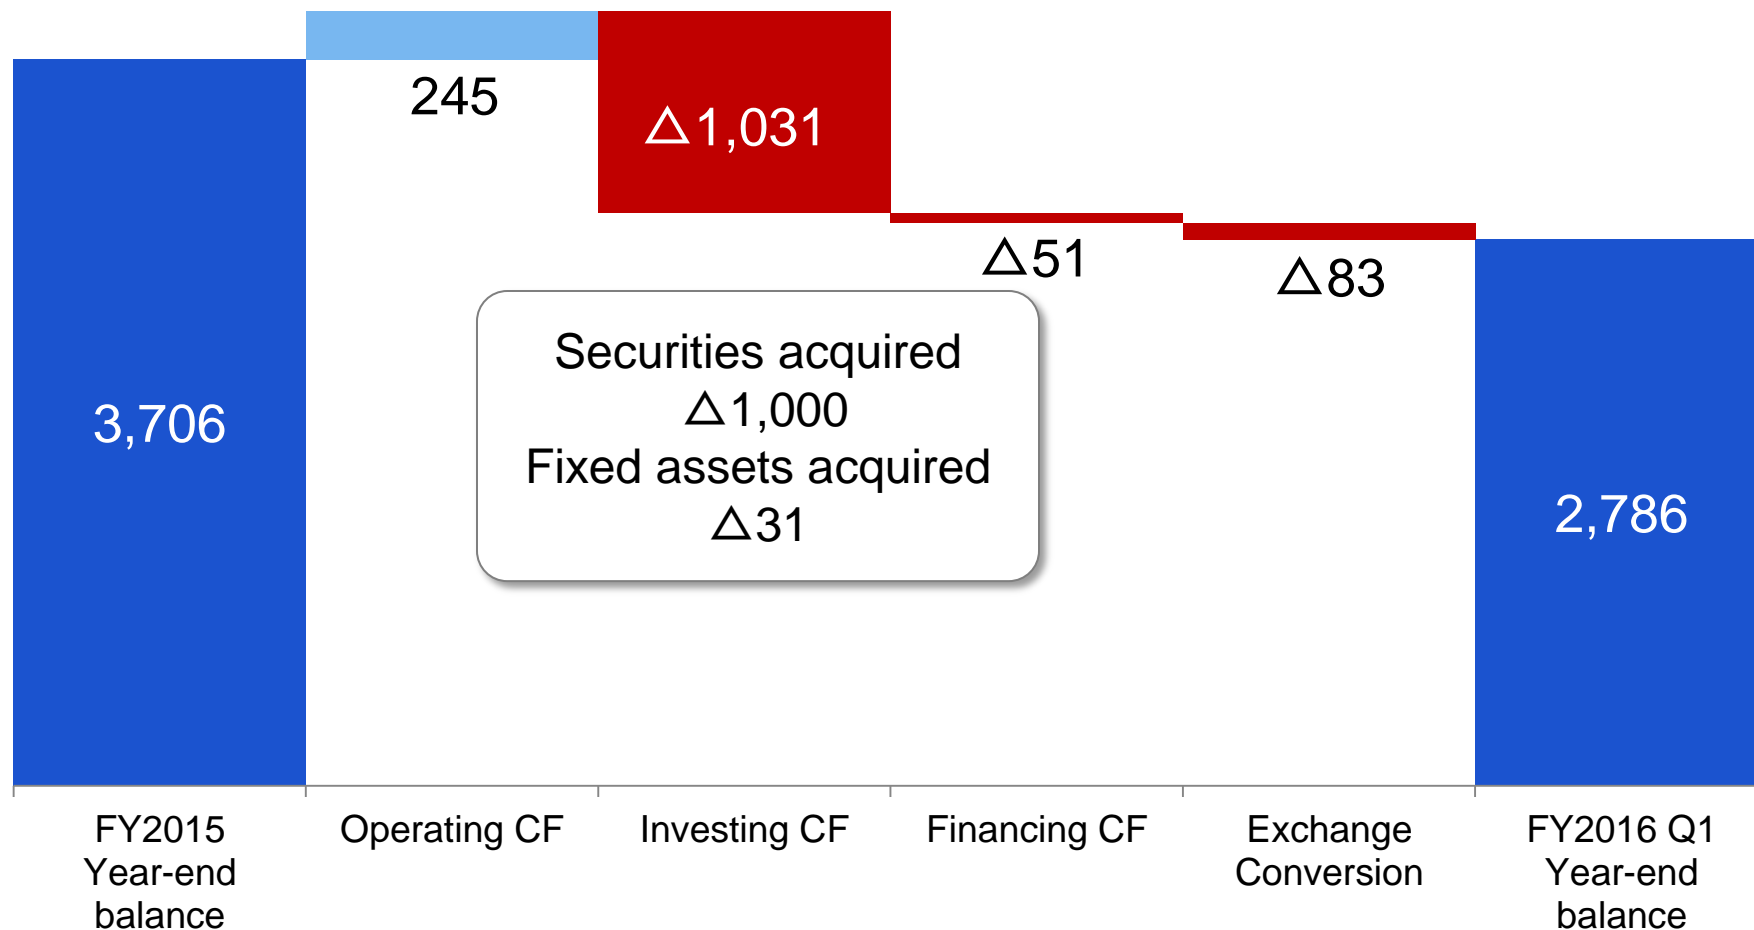 245
△1,031
△51
△83
Securities acquired
△1,000
Fixed assets acquired
△31
3,706
2,786
FY2015
Year-end
balance
Operating CF
Investing CF
Financing CF
Exchange
Conversion
FY2016 Q1
Year-end
balance